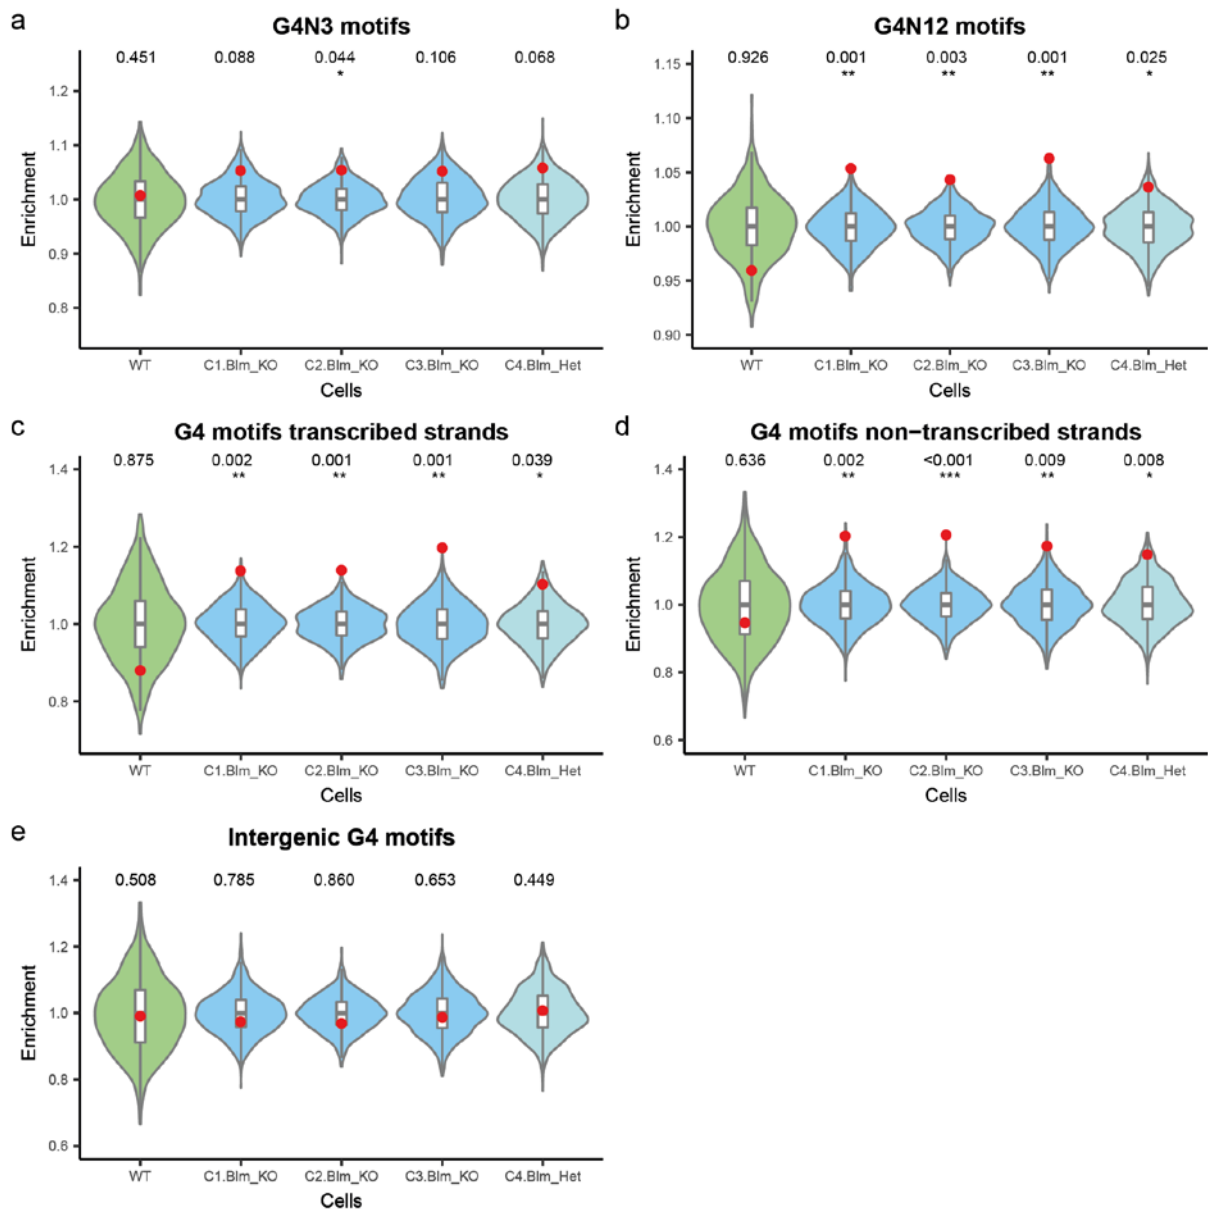 a
G4N3 motifs
0.451 0.088 0.044 0.106 0.068
*
1.2
1.1
1.0
0.9
0.8
Enrichment
WT C1.Blm_KO C2.Blm_KO C3.Blm_KO C4.Blm_Het
Cells
b
G4N12 motifs
0.926 0.001 0.003 0.001 0.025
** ** ** *
1.15
1.10
1.05
1.00
0.95
0.90
Enrichment
WT C1.Blm_KO C2.Blm_KO C3.Blm_KO C4.Blm_Het
Cells
c
G4 motifs transcribed strands
0.875 0.002 0.001 0.001 0.039
** ** ** *
1.4
1.2
1.0
0.8
Enrichment
WT C1.Blm_KO C2.Blm_KO C3.Blm_KO C4.Blm_Het
Cells
d
G4 motifs non−transcribed strands
0.636 0.002 <0.001 0.009 0.008
** *** ** *
1.4
1.2
1.0
0.8
0.6
Enrichment
WT C1.Blm_KO C2.Blm_KO C3.Blm_KO C4.Blm_Het
Cells
e
Intergenic G4 motifs
0.508 0.785 0.860 0.653 0.449
1.4
1.2
1.0
0.8
0.6
Enrichment
WT C1.Blm_KO C2.Blm_KO C3.Blm_KO C4.Blm_Het
Cells